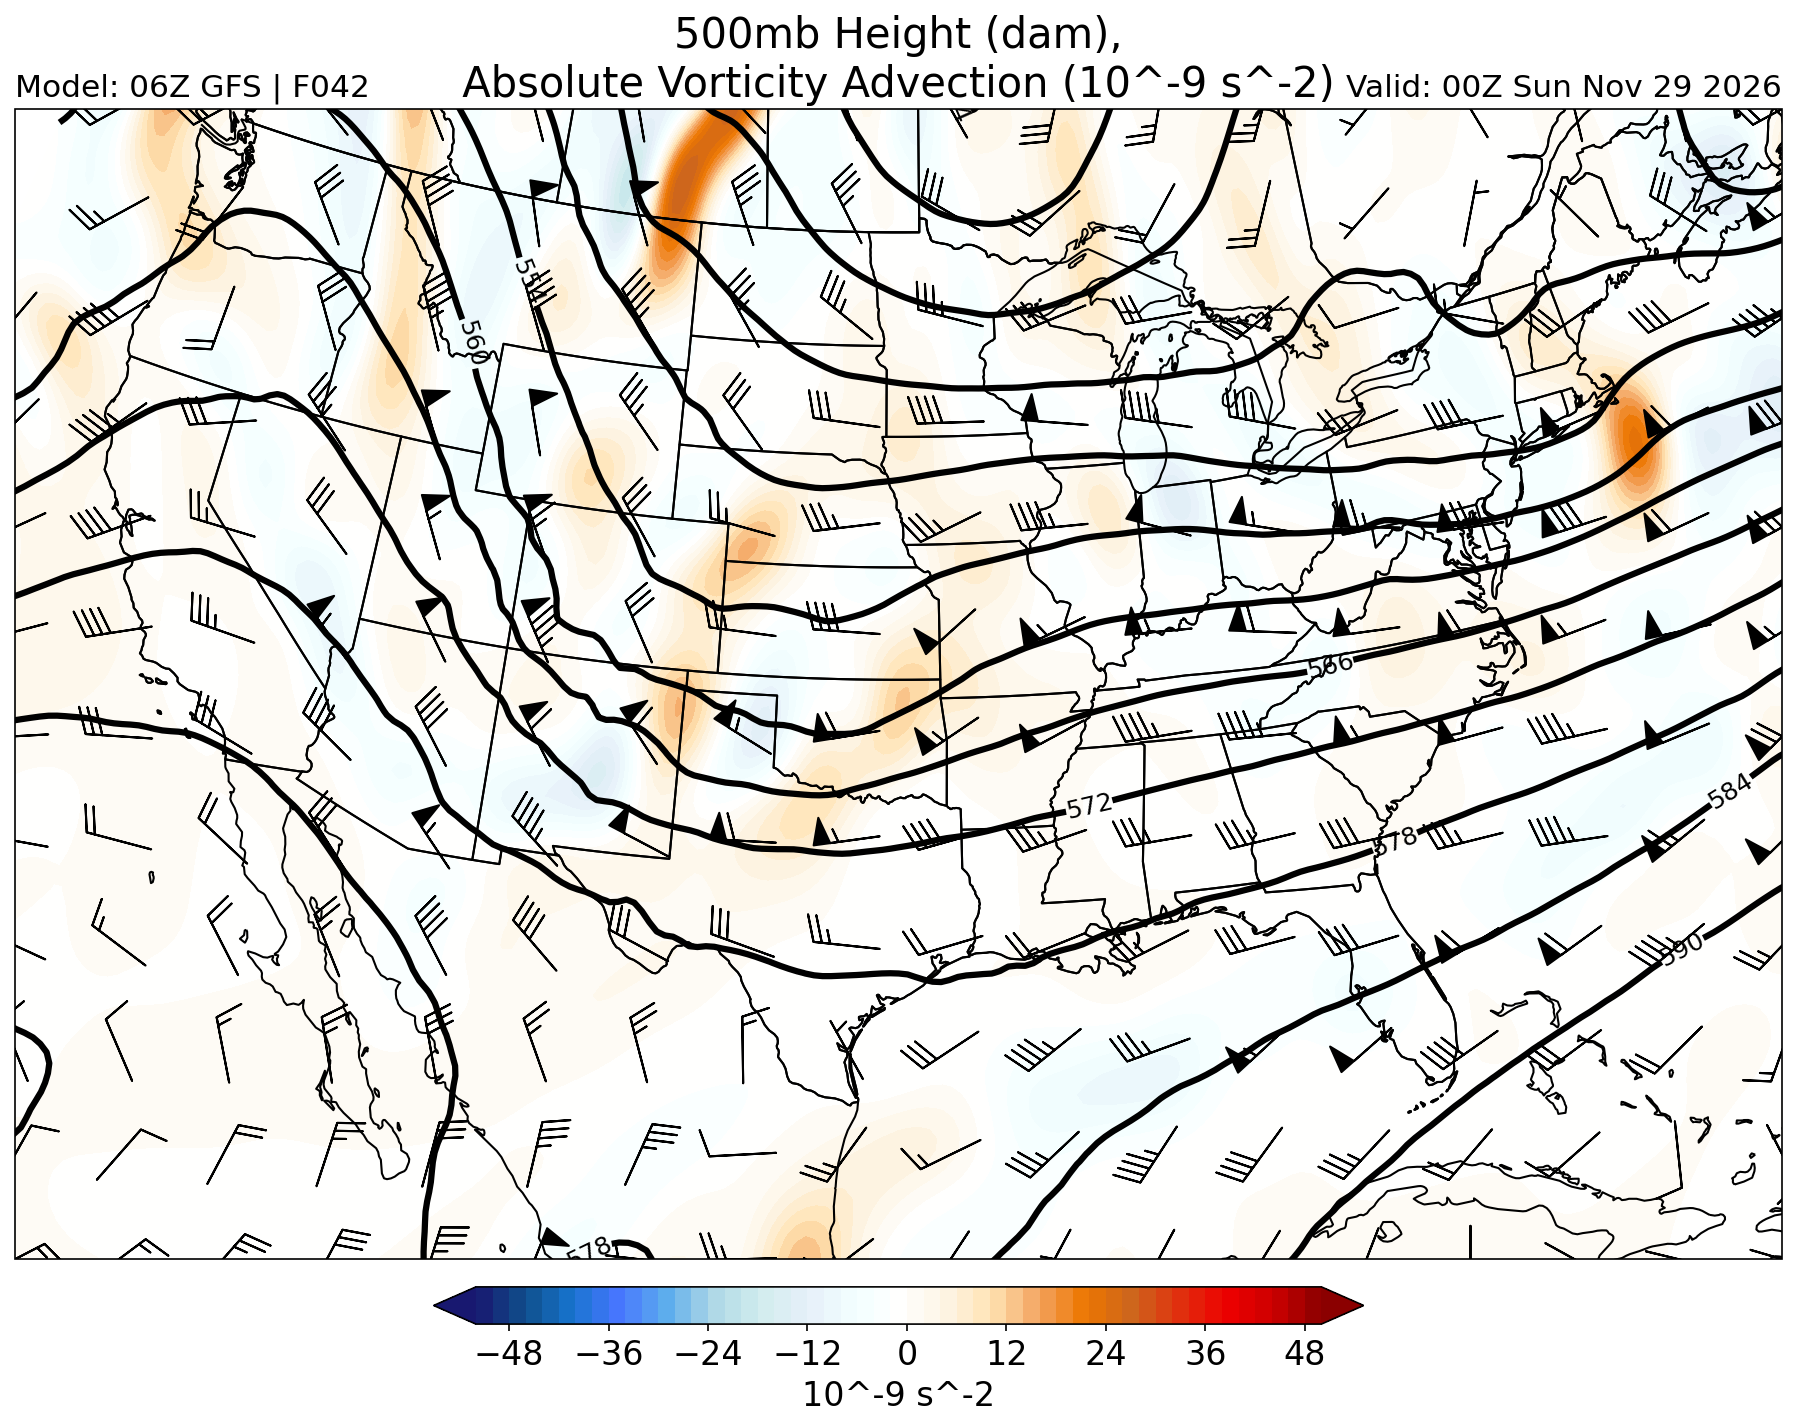 500mb Height (dam),
Model: 06Z GFS | F042
Absolute Vorticity Advection (10^-9 s^-2)
Valid: 00Z Sun Nov 29 2026
554
560
566
572
578
584
590
578
−48 −36 −24 −12 0 12 24 36 48
10^-9 s^-2